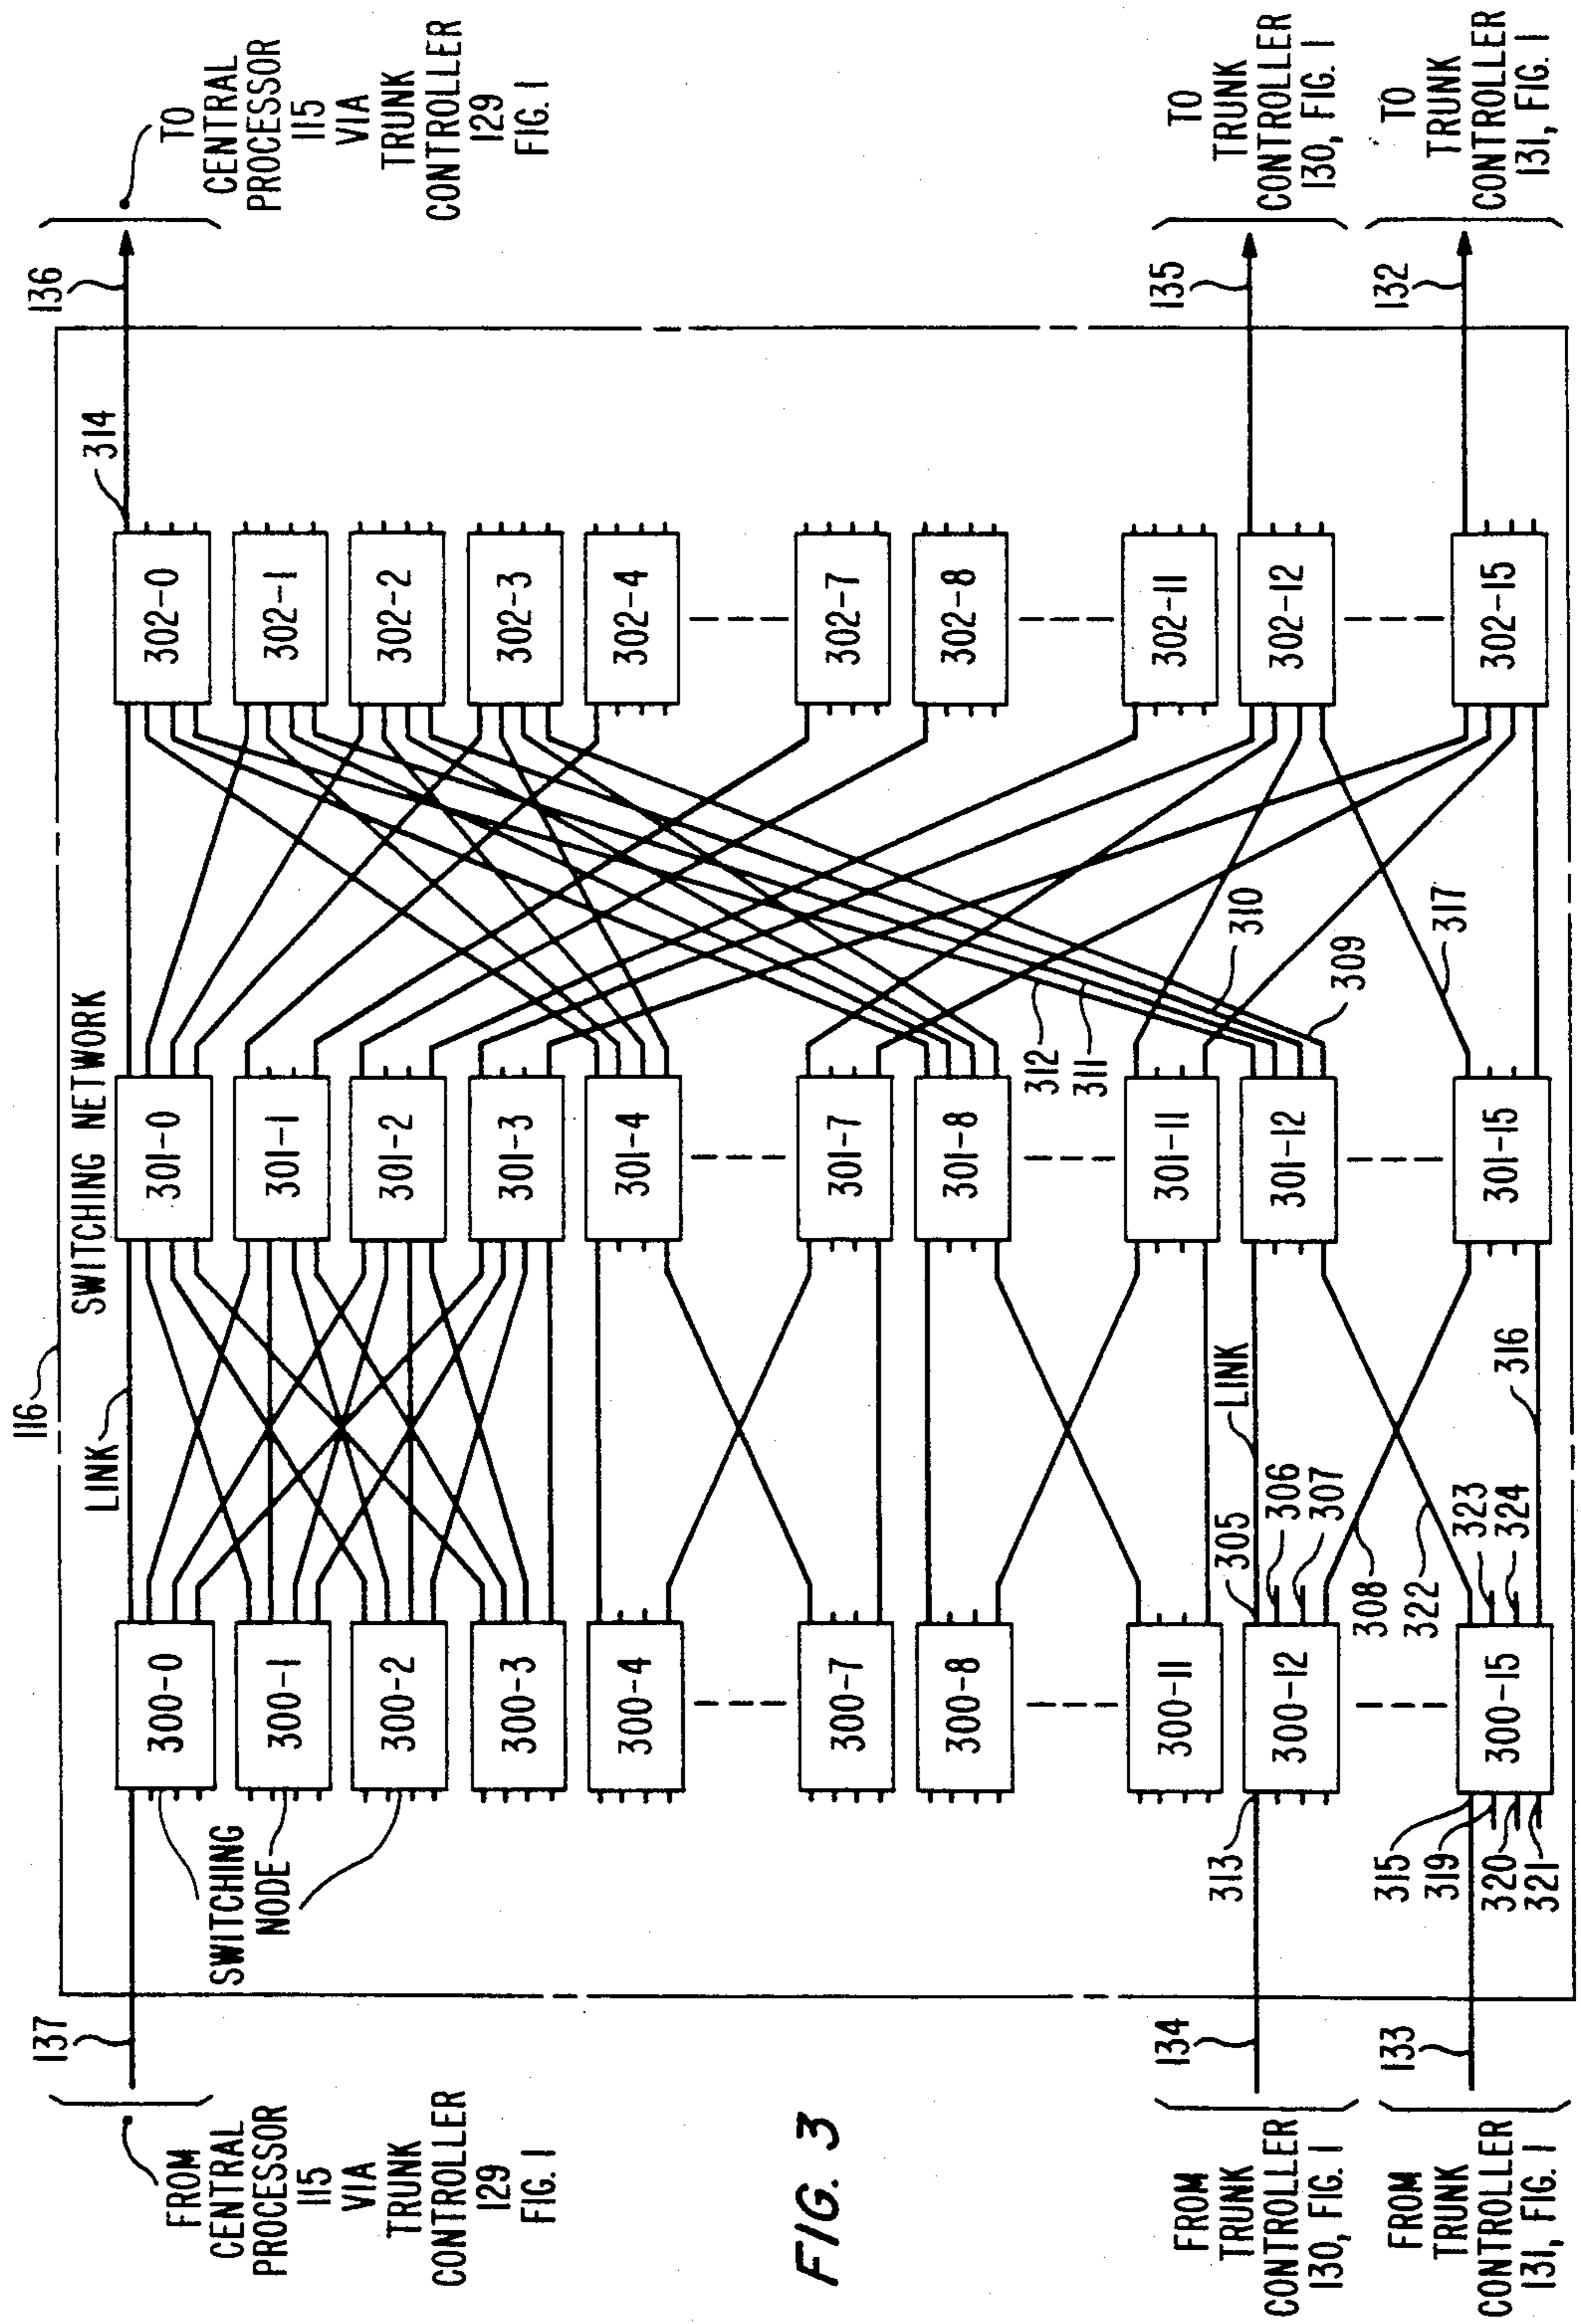 FIG. 3
116
SWITCHING NETWORK
FROM
CENTRAL
PROCESSOR
115
VIA
TRUNK
CONTROLLER
129
FIG. 1
137
SWITCHING
NODE
LINK
136
314
TO
CENTRAL
PROCESSOR
115
VIA
TRUNK
CONTROLLER
129
FIG. 1
300-0
301-0
302-0
300-1
301-1
302-1
300-2
301-2
302-2
300-3
301-3
302-3
300-4
301-4
302-4
300-7
301-7
302-7
300-8
301-8
302-8
300-11
301-11
302-11
300-12
301-12
302-12
300-15
301-15
302-15
312
311
310
309
317
305
LINK
306
307
308
322
323
324
316
313
315
319
320
321
134
FROM
TRUNK
CONTROLLER
130, FIG. 1
133
FROM
TRUNK
CONTROLLER
131, FIG. 1
135
TO
TRUNK
CONTROLLER
130, FIG. 1
132
TO
TRUNK
CONTROLLER
131, FIG. 1